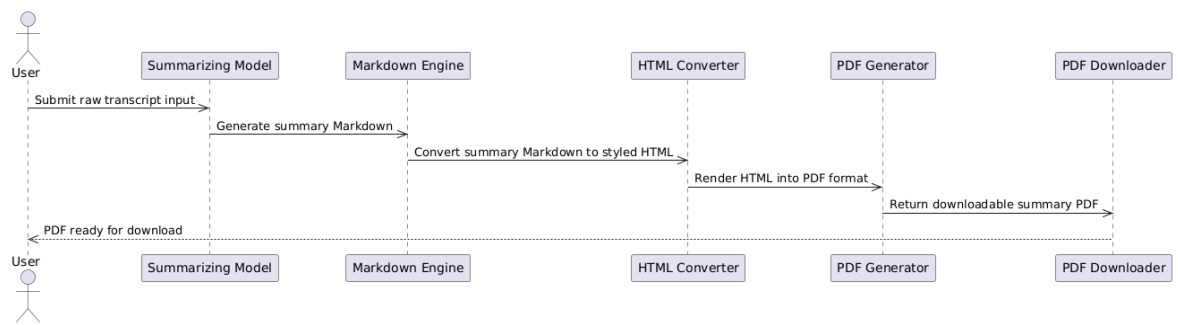 User
Summarizing Model
Markdown Engine
HTML Converter
PDF Generator
PDF Downloader
Submit raw transcript input
Generate summary Markdown
Convert summary Markdown to styled HTML
Render HTML into PDF format
Return downloadable summary PDF
PDF ready for download
User
Summarizing Model
Markdown Engine
HTML Converter
PDF Generator
PDF Downloader